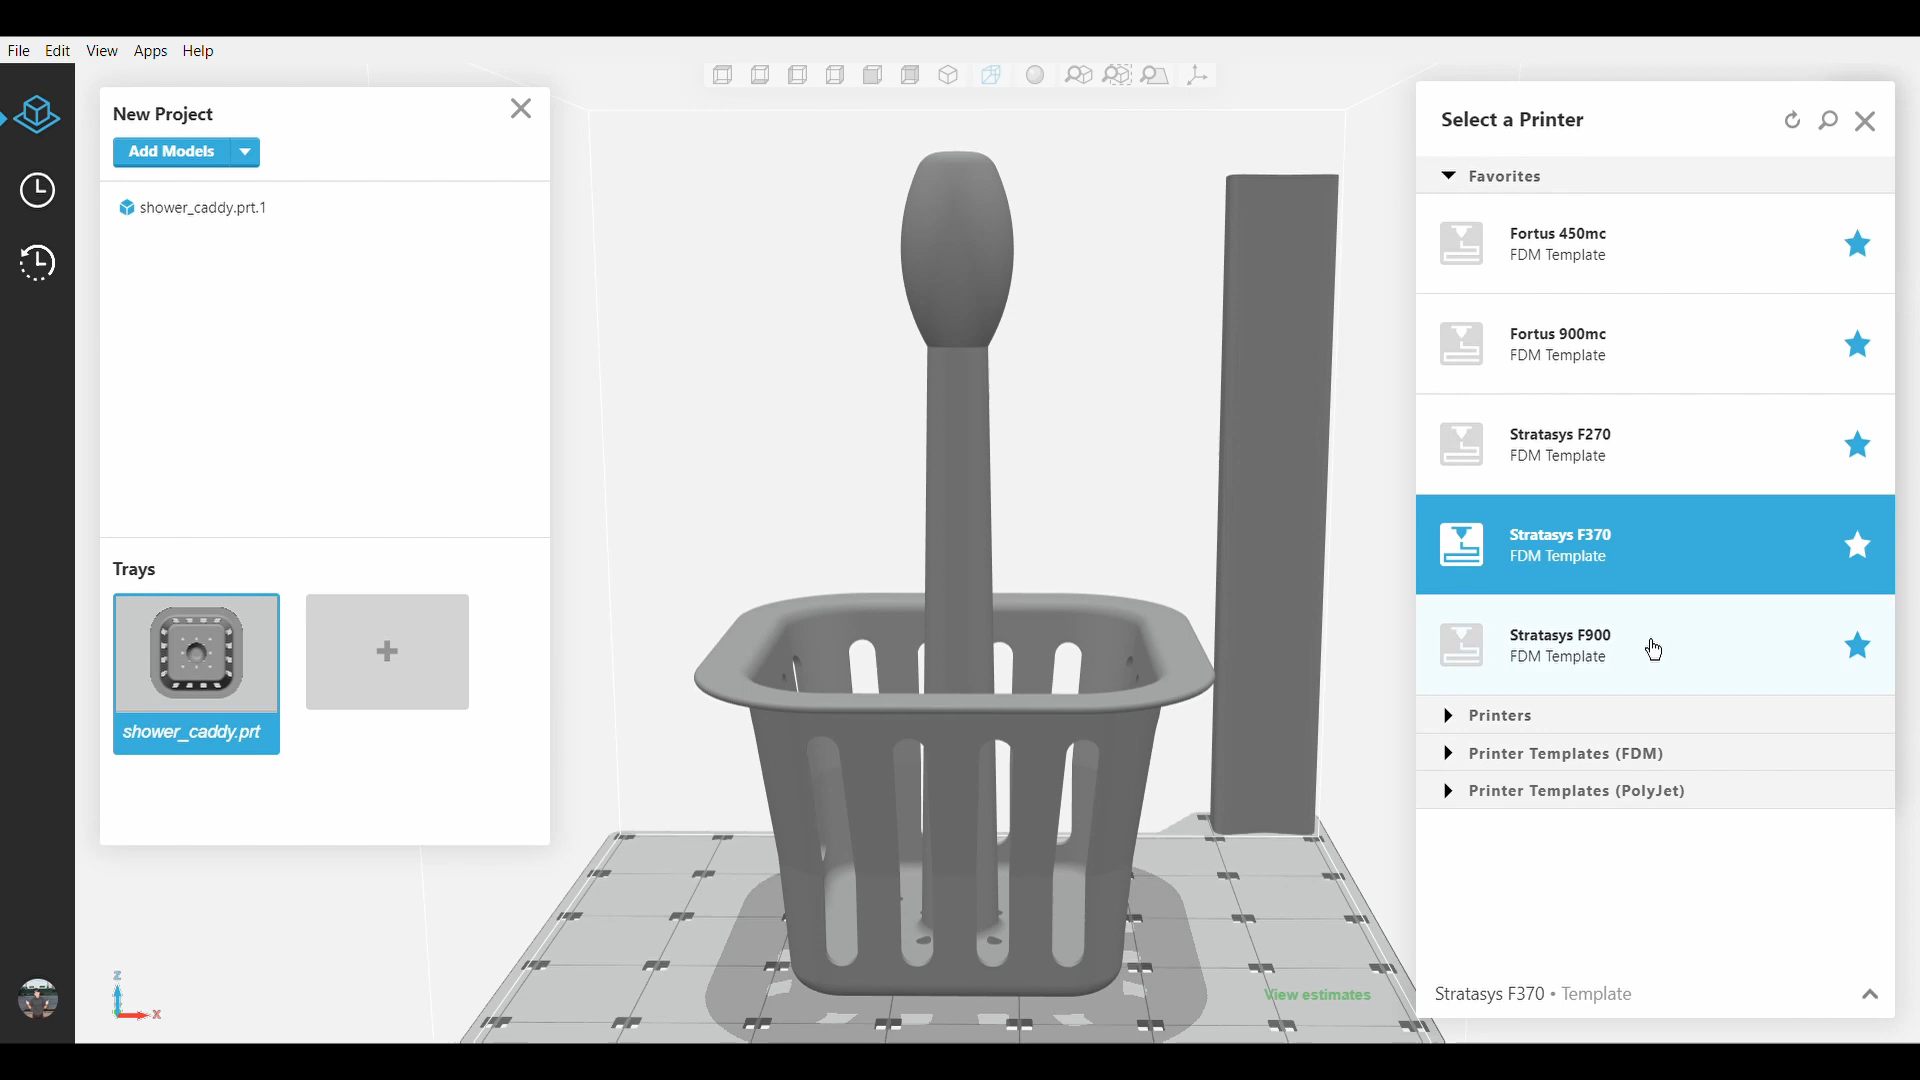 File Edit View Apps Help
New Project
Add Models
shower_caddy.prt.1
Trays
shower_caddy.prt
+
Z
X
View estimates
Select a Printer
Favorites
Fortus 450mc
FDM Template
Fortus 900mc
FDM Template
Stratasys F270
FDM Template
Stratasys F370
FDM Template
Stratasys F900
FDM Template
Printers
Printer Templates (FDM)
Printer Templates (PolyJet)
Stratasys F370 • Template